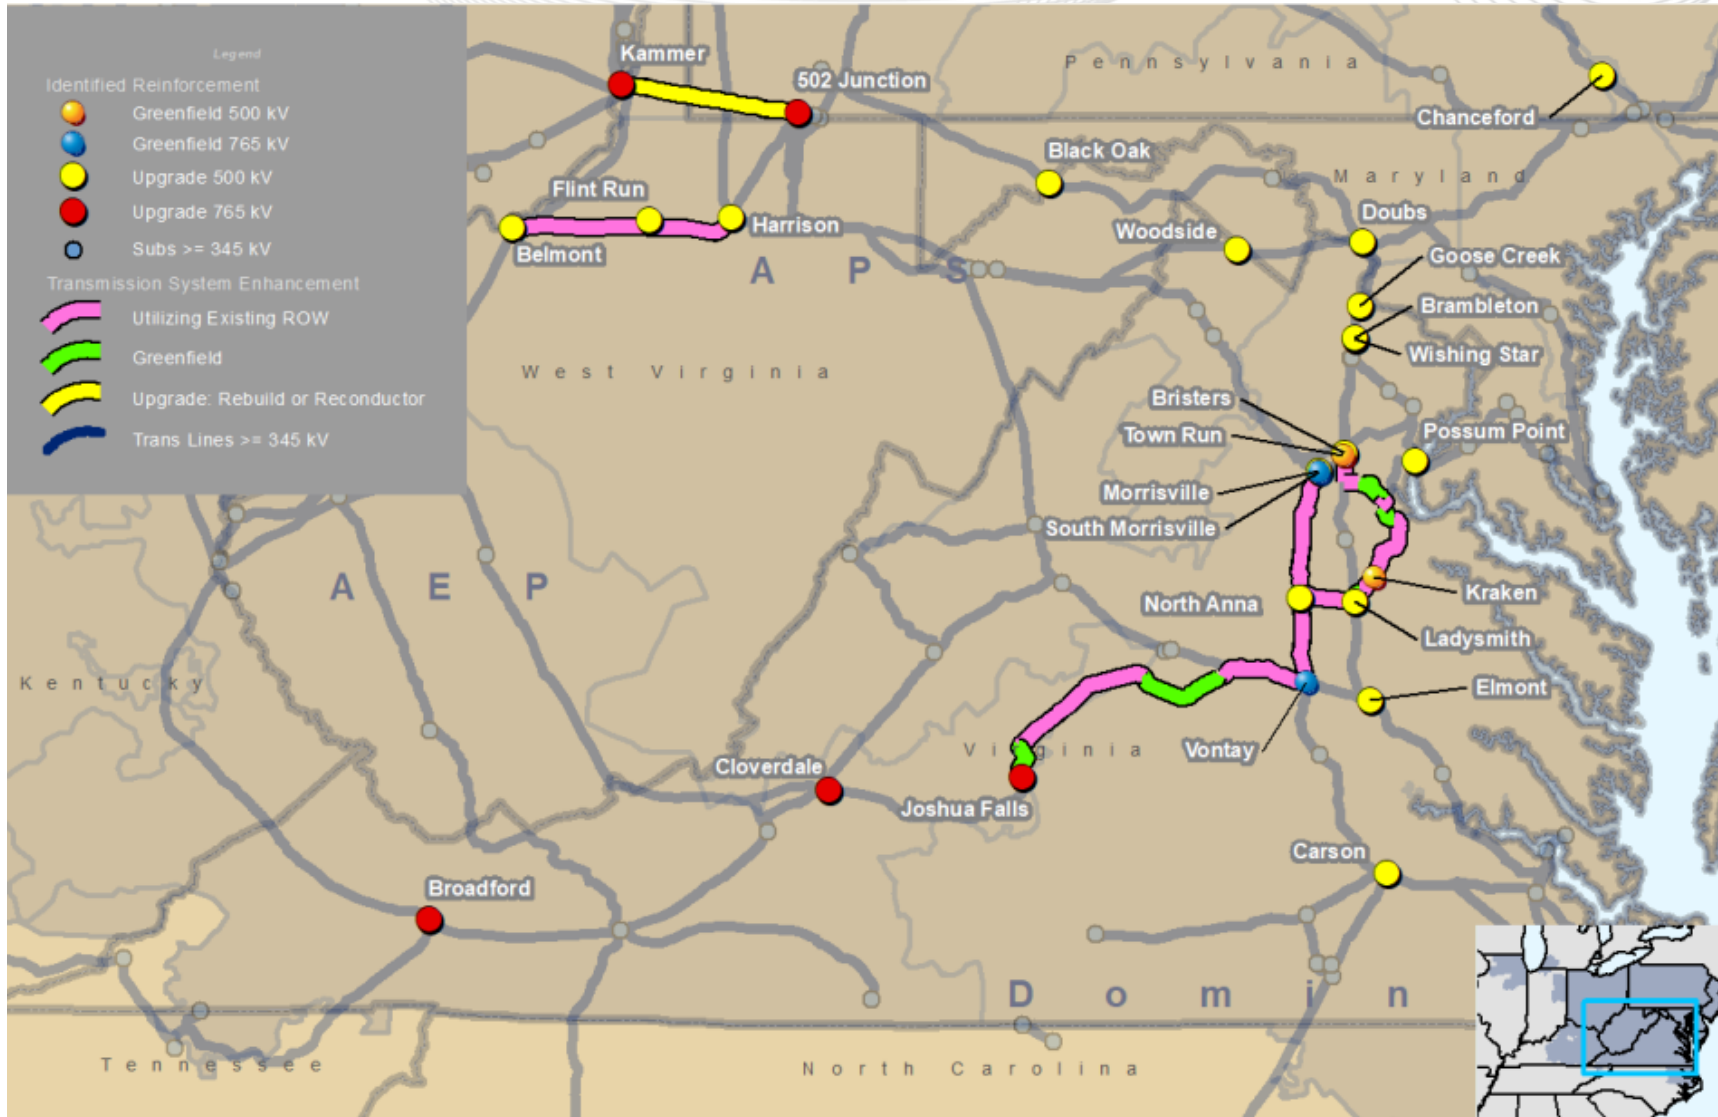 Legend
Identified Reinforcement
Greenfield 500 kV
Greenfield 765 kV
Upgrade 500 kV
Upgrade 765 kV
Subs >= 345 kV
Transmission System Enhancement
Utilizing Existing ROW
Greenfield
Upgrade: Rebuild or Reconductor
Trans Lines >= 345 kV
Kammer
502 Junction
Pennsylvania
Chanceford
Black Oak
Maryland
Flint Run
Harrison
Belmont
Woodside
Doubs
Goose Creek
Brambleton
Wishing Star
A P S
West Virginia
Bristers
Town Run
Possum Point
Morrisville
South Morrisville
A E P
North Anna
Kraken
Ladysmith
Kentucky
Elmont
Virginia
Vontay
Cloverdale
Joshua Falls
Carson
Broadford
D o m i n
Tennessee
North Carolina